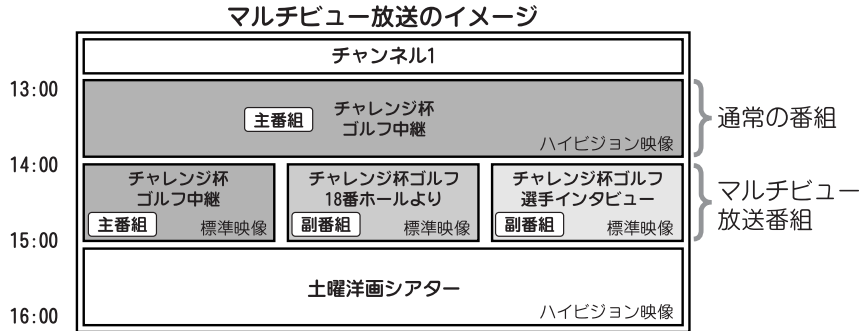 マルチビュー放送のイメージ
チャンネル1
13:00
主番組
チャレンジ杯
ゴルフ中継
ハイビジョン映像
通常の番組
14:00
チャレンジ杯
ゴルフ中継
主番組
標準映像
チャレンジ杯ゴルフ
18番ホールより
副番組
標準映像
チャレンジ杯ゴルフ
選手インタビュー
副番組
標準映像
マルチビュー
放送番組
15:00
土曜洋画シアター
ハイビジョン映像
16:00